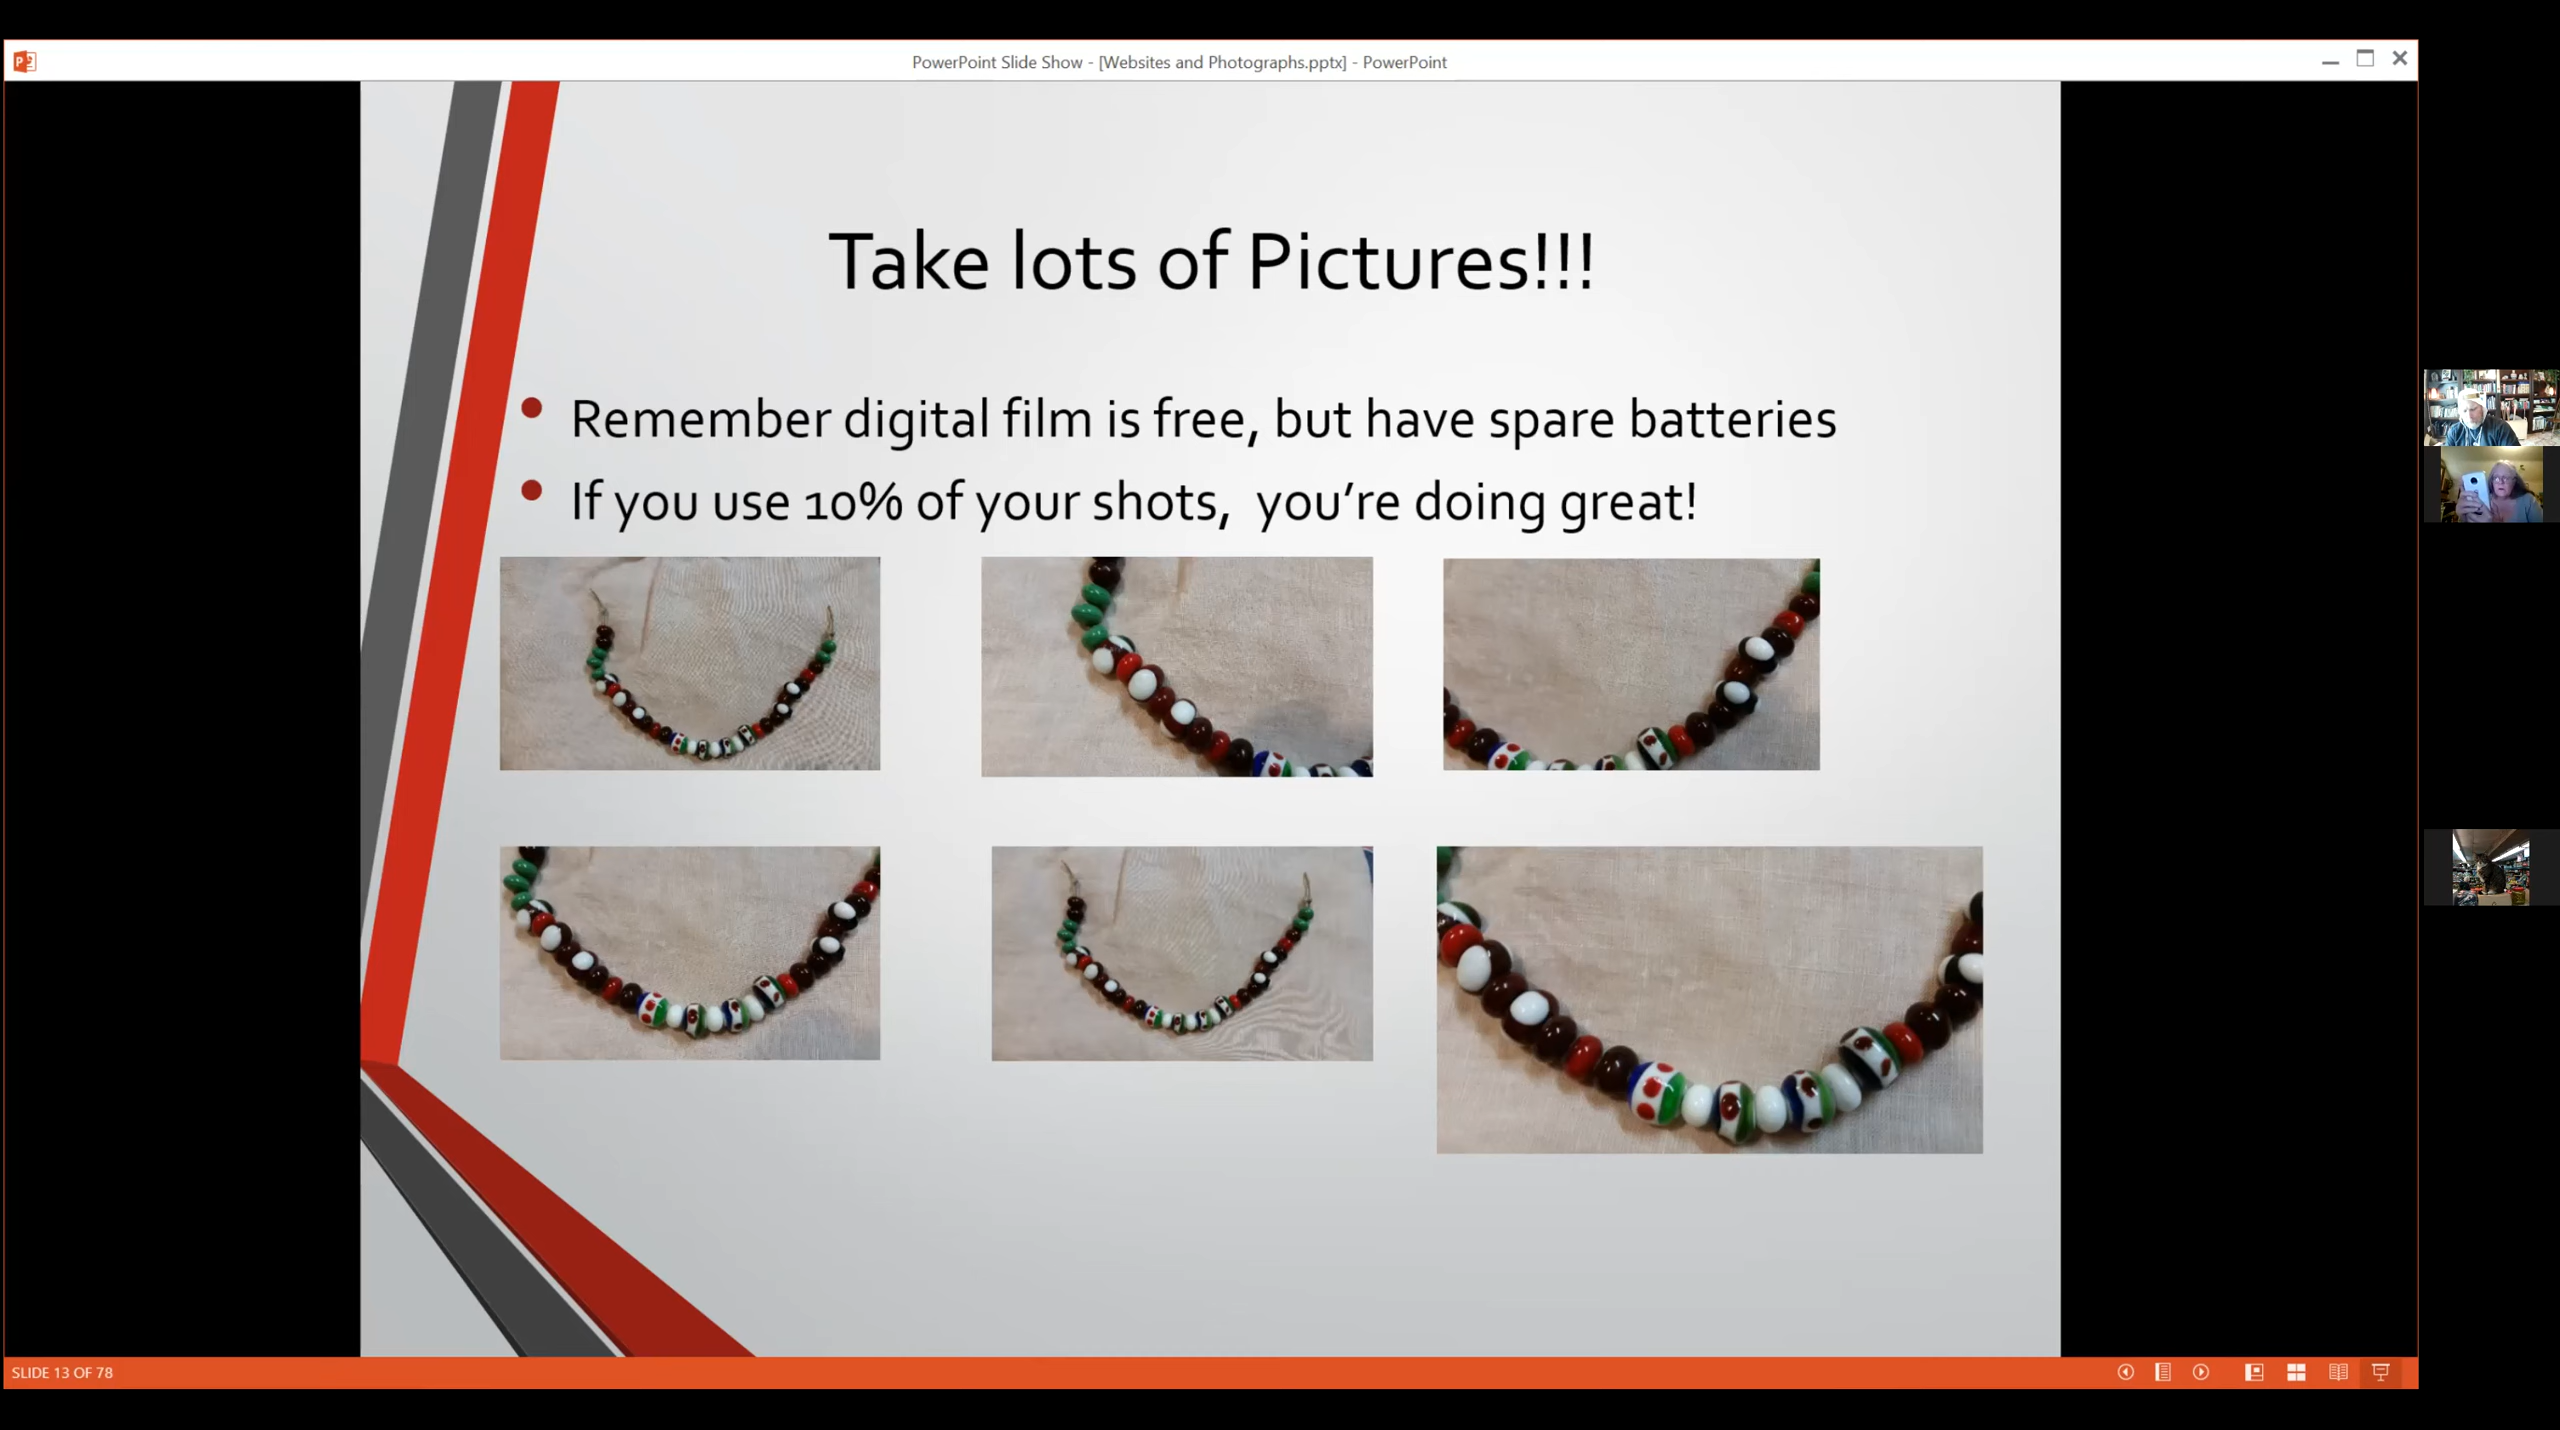 PowerPoint Slide Show - [Websites and Photographs.pptx] - PowerPoint
Take lots of Pictures!!!
Remember digital film is free, but have spare batteries
If you use 10% of your shots,  you’re doing great!
SLIDE 13 OF 78